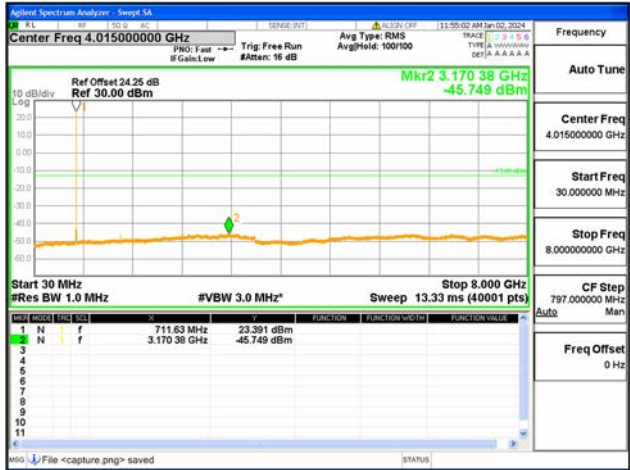 Agilent Spectrum Analyzer - Swept SA
RL RF 50 Ω AC SENSE:INT ALIGN OFF 11:55:02 AM Jan 02, 2024
Center Freq 4.015000000 GHz
PNO: Fast
IFGain:Low
Trig: Free Run
#Atten: 16 dB
Avg Type: RMS
Avg|Hold: 100/100
TRACE 1 2 3 4 5 6
TYPE A
DET A A A A A A
Ref Offset 24.25 dB
Ref 30.00 dBm
10 dB/div
Log
Mkr2 3.170 38 GHz
-45.749 dBm
1
20.0
10.0
0.00
-10.0
-20.0
-30.0
-40.0
-50.0
-60.0
2
Start 30 MHz
Stop 8.000 GHz
#Res BW 1.0 MHz #VBW 3.0 MHz* Sweep 13.33 ms (40001 pts)
MKR MODE TRC SCL X Y FUNCTION FUNCTION WIDTH FUNCTION VALUE
1 N 1 f 711.63 MHz 23.391 dBm
2 N 1 f 3.170 38 GHz -45.749 dBm
3
4
5
6
7
8
9
10
11
MSG File <capture.png> saved STATUS
Frequency
Auto Tune
Center Freq
4.015000000 GHz
Start Freq
30.000000 MHz
Stop Freq
8.000000000 GHz
CF Step
797.000000 MHz
Auto Man
Freq Offset
0 Hz